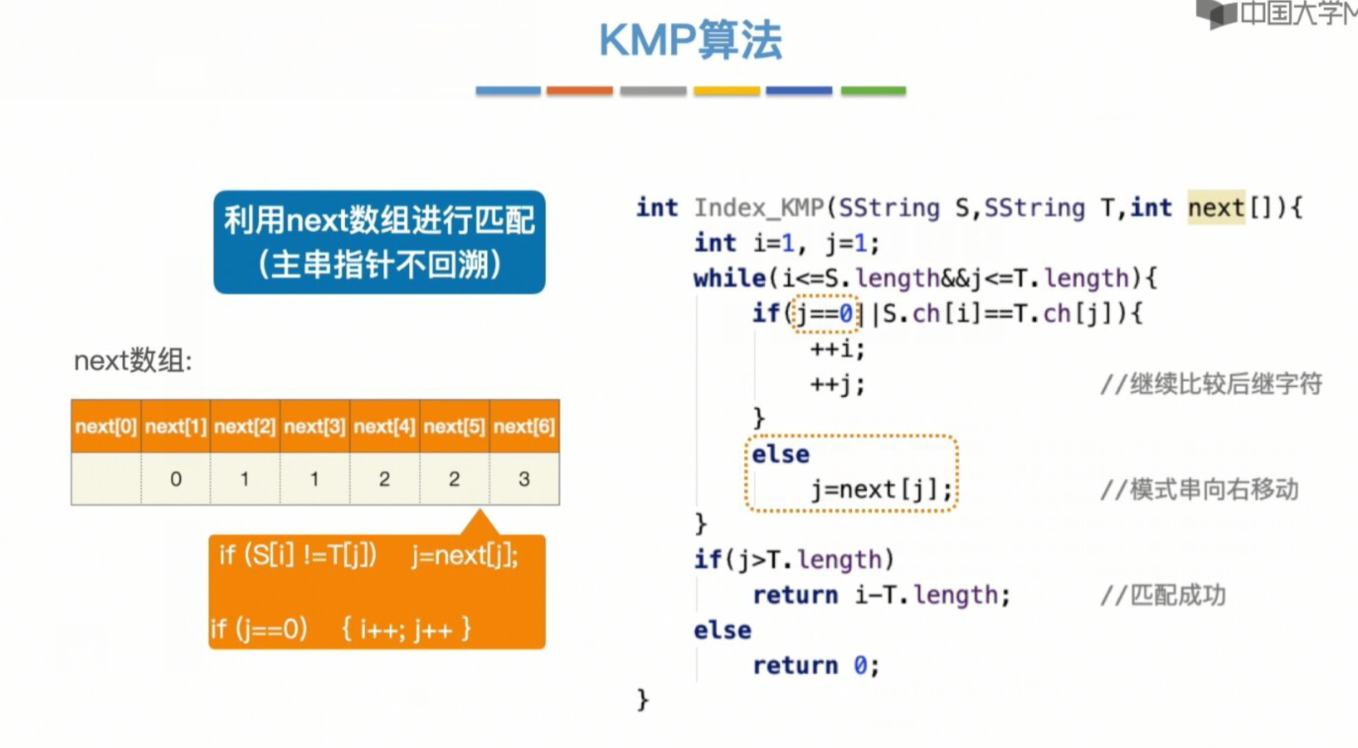 中国大学M
KMP算法
利用next数组进行匹配
（主串指针不回溯）
next数组:
next[0] next[1] next[2] next[3] next[4] next[5] next[6]
0 1 1 2 2 3
if (S[i] !=T[j]) j=next[j];
if (j==0) { i++; j++ }
int Index_KMP(SString S,SString T,int next[]){
int i=1, j=1;
while(i<=S.length&&j<=T.length){
if(j==0||S.ch[i]==T.ch[j]){
++i;
++j; //继续比较后继字符
}
else
j=next[j]; //模式串向右移动
}
if(j>T.length)
return i-T.length; //匹配成功
else
return 0;
}